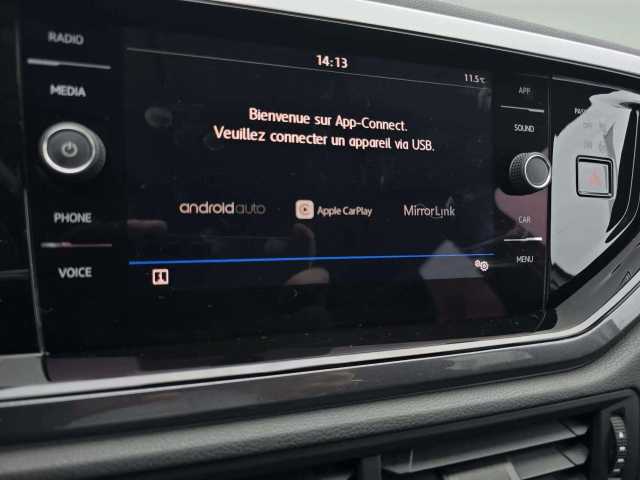 RADIO
14:13
11.5°C
APP
MEDIA
Bienvenue sur App-Connect.
Veuillez connecter un appareil via USB.
SOUND
androidauto
Apple CarPlay
MirrorLink
PHONE
CAR
VOICE
MENU